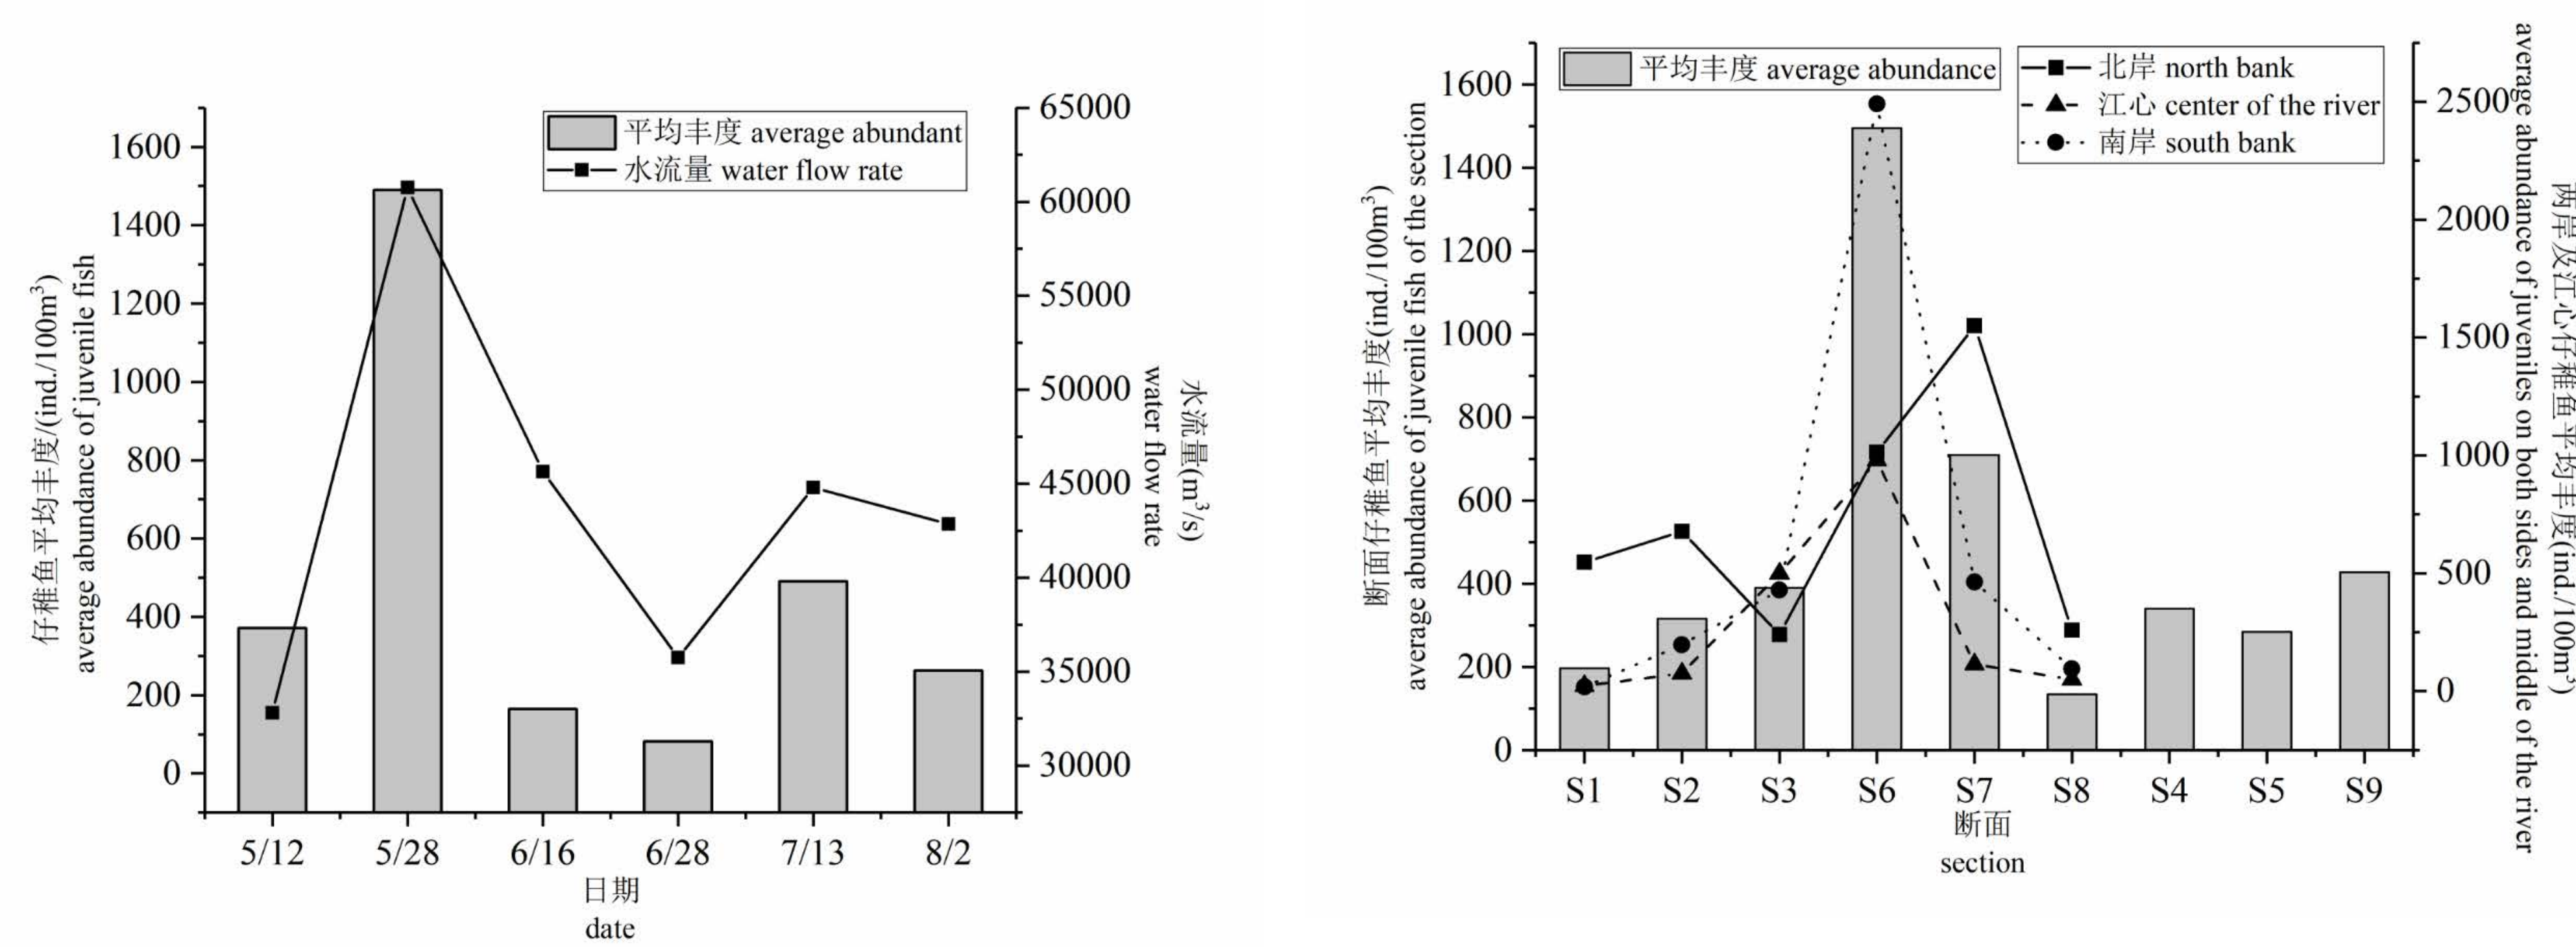 仔稚鱼平均丰度/(ind./100m³)
average abundance of juvenile fish
1600
1400
1200
1000
800
600
400
200
0
平均丰度 average abundant
水流量 water flow rate
65000
60000
55000
50000
45000
40000
35000
30000
水流量(m³/s)
water flow rate
5/12 5/28 6/16 6/28 7/13 8/2
日期
date
断面仔稚鱼平均丰度(ind./100m³)
average abundance of juvenile fish of the section
1600
1400
1200
1000
800
600
400
200
0
平均丰度 average abundance
北岸 north bank
江心 center of the river
南岸 south bank
2500
2000
1500
1000
500
0
两岸及江心仔稚鱼平均丰度(ind./100m³)
average abundance of juveniles on both sides and middle of the river
S1 S2 S3 S6 S7 S8 S4 S5 S9
断面
section